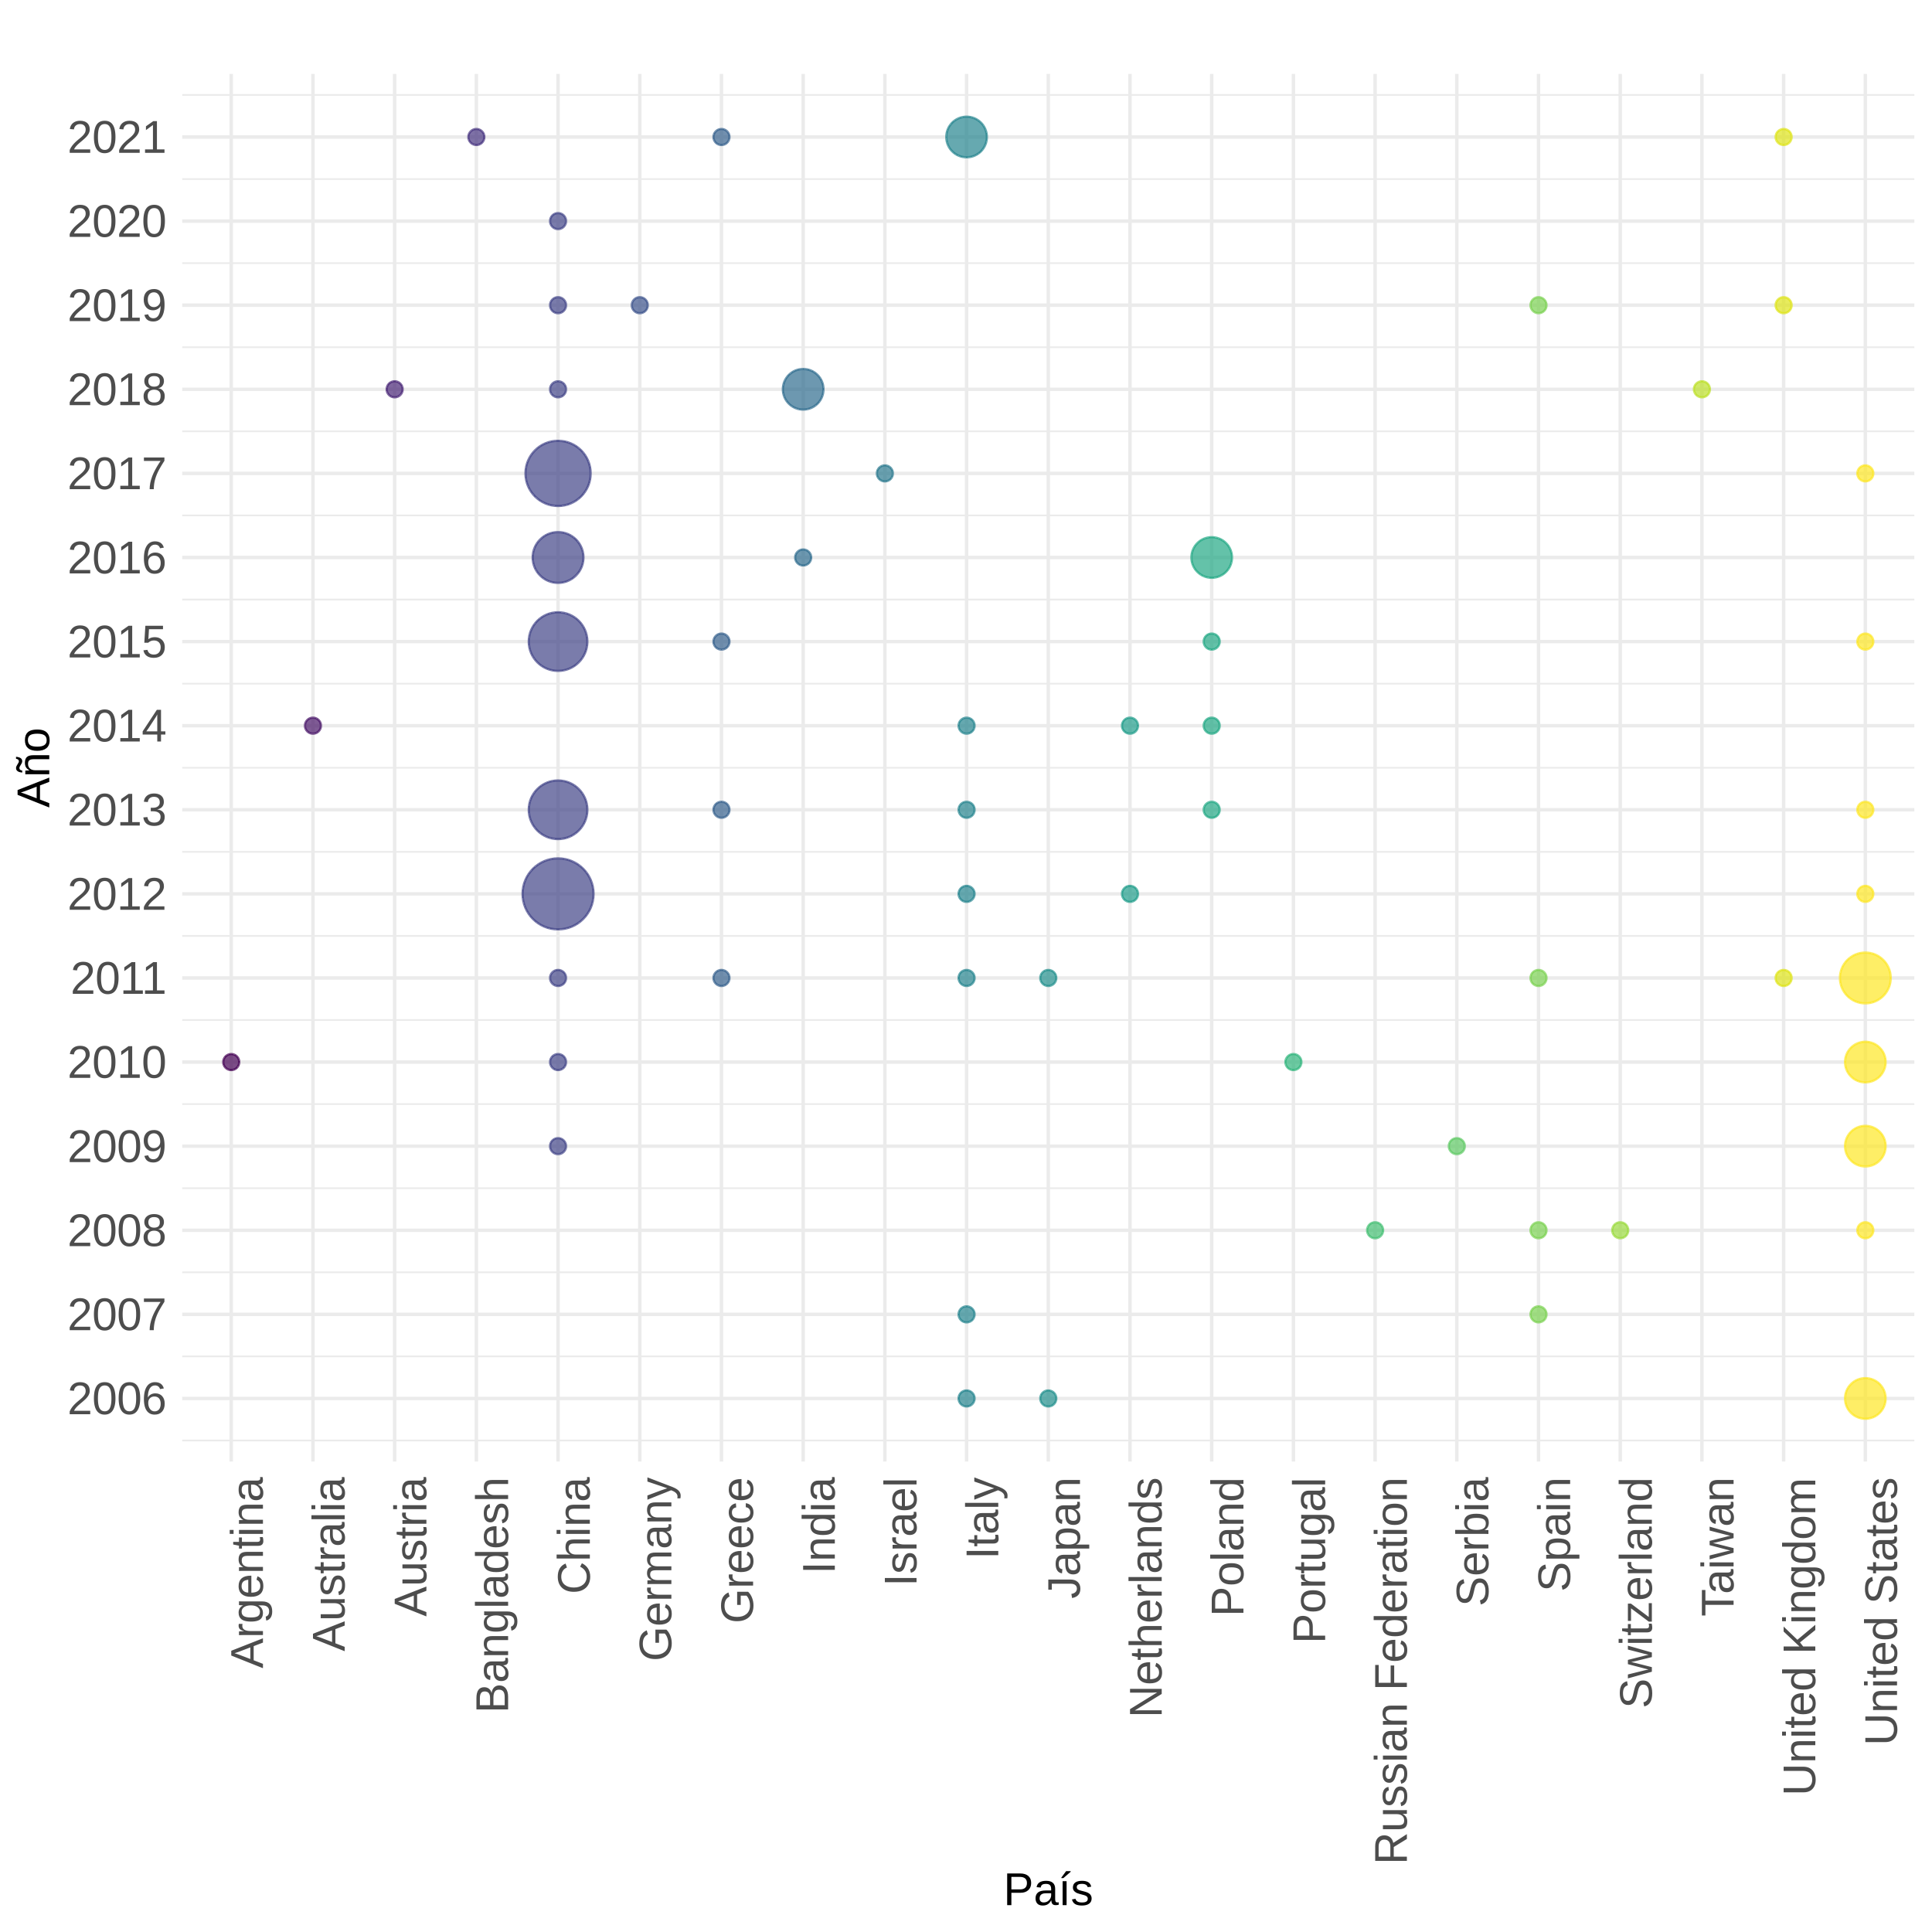 2021
2020
2019
2018
2017
2016
2015
2014
2013
2012
2011
2010
2009
2008
2007
2006
Año
Argentina
Australia
Austria
Bangladesh
China
Germany
Greece
India
Israel
Italy
Japan
Netherlands
Poland
Portugal
Russian Federation
Serbia
Spain
Switzerland
Taiwan
United Kingdom
United States
País